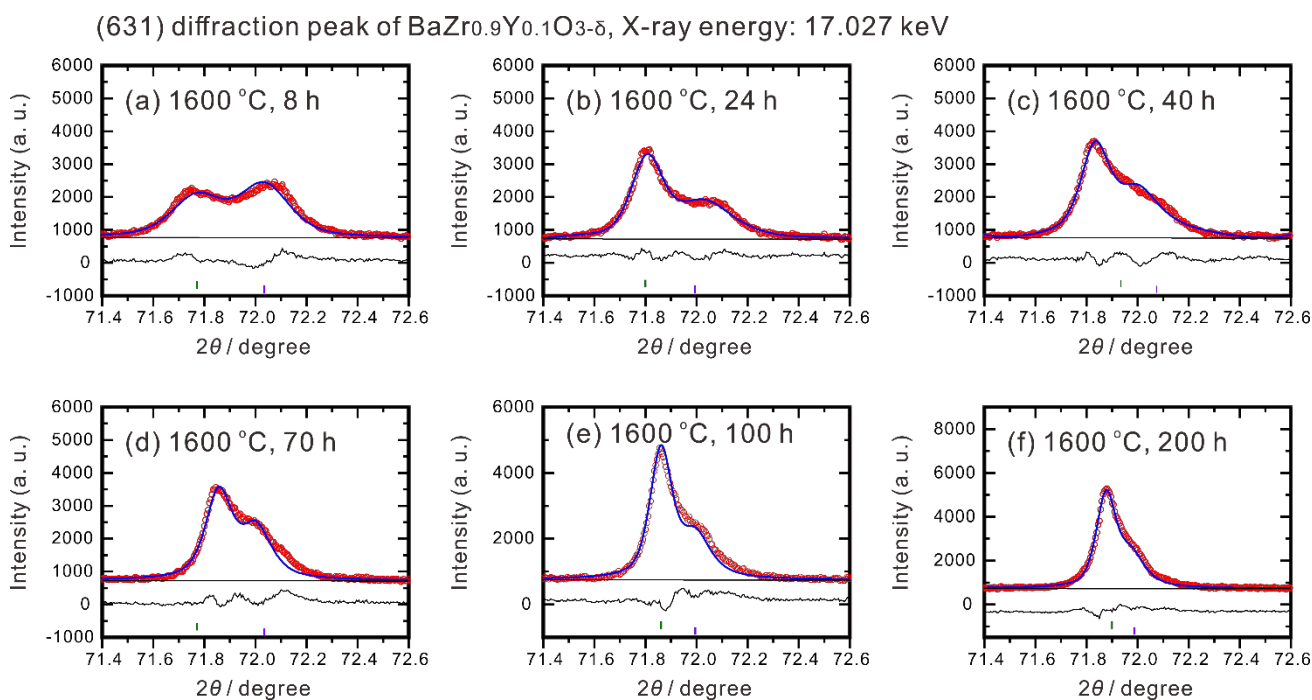 (631) diffraction peak of BaZr0.9Y0.1O3-δ, X-ray energy: 17.027 keV
(a) 1600 °C, 8 h
Intensity (a. u.)
6000
5000
4000
3000
2000
1000
0
-1000
71.4 71.6 71.8 72.0 72.2 72.4 72.6
2θ / degree
(b) 1600 °C, 24 h
Intensity (a. u.)
6000
5000
4000
3000
2000
1000
0
-1000
71.4 71.6 71.8 72.0 72.2 72.4 72.6
2θ / degree
(c) 1600 °C, 40 h
Intensity (a. u.)
6000
5000
4000
3000
2000
1000
0
-1000
71.4 71.6 71.8 72.0 72.2 72.4 72.6
2θ / degree
(d) 1600 °C, 70 h
Intensity (a. u.)
6000
5000
4000
3000
2000
1000
0
-1000
71.4 71.6 71.8 72.0 72.2 72.4 72.6
2θ / degree
(e) 1600 °C, 100 h
Intensity (a. u.)
6000
4000
2000
0
71.4 71.6 71.8 72.0 72.2 72.4 72.6
2θ / degree
(f) 1600 °C, 200 h
Intensity (a. u.)
8000
6000
4000
2000
0
71.4 71.6 71.8 72.0 72.2 72.4 72.6
2θ / degree